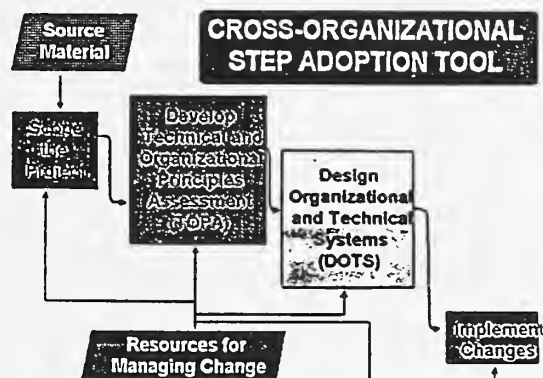 CROSS-ORGANIZATIONAL
STEP ADOPTION TOOL
Source
Material
Scope
the
Project
Develop
Technical and
Organizational
Principles
Assessment
(TOPA)
Design
Organizational
and Technical
Systems
(DOTS)
Implement
Changes
Resources for
Managing Change